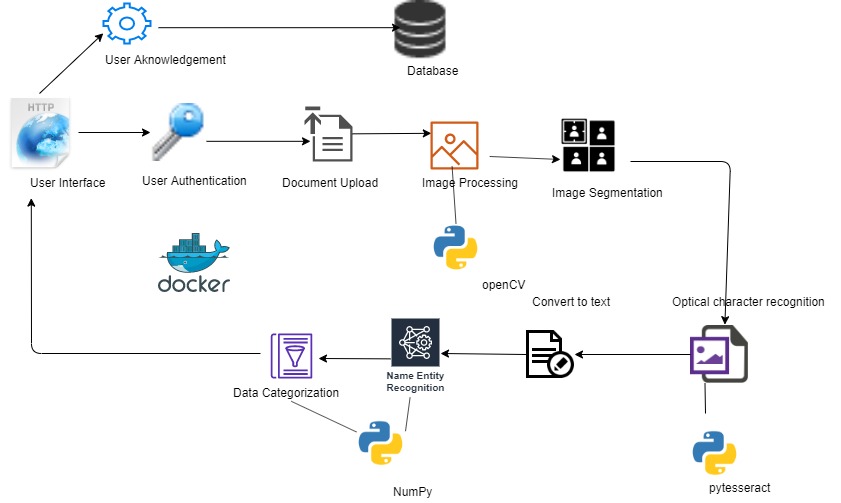 User Aknowledgement
Database
HTTP
User Interface
User Authentication
Document Upload
Image Processing
Image Segmentation
docker
openCV
Convert to text
Optical character recognition
Name Entity
Recognition
Data Categorization
NumPy
pytesseract